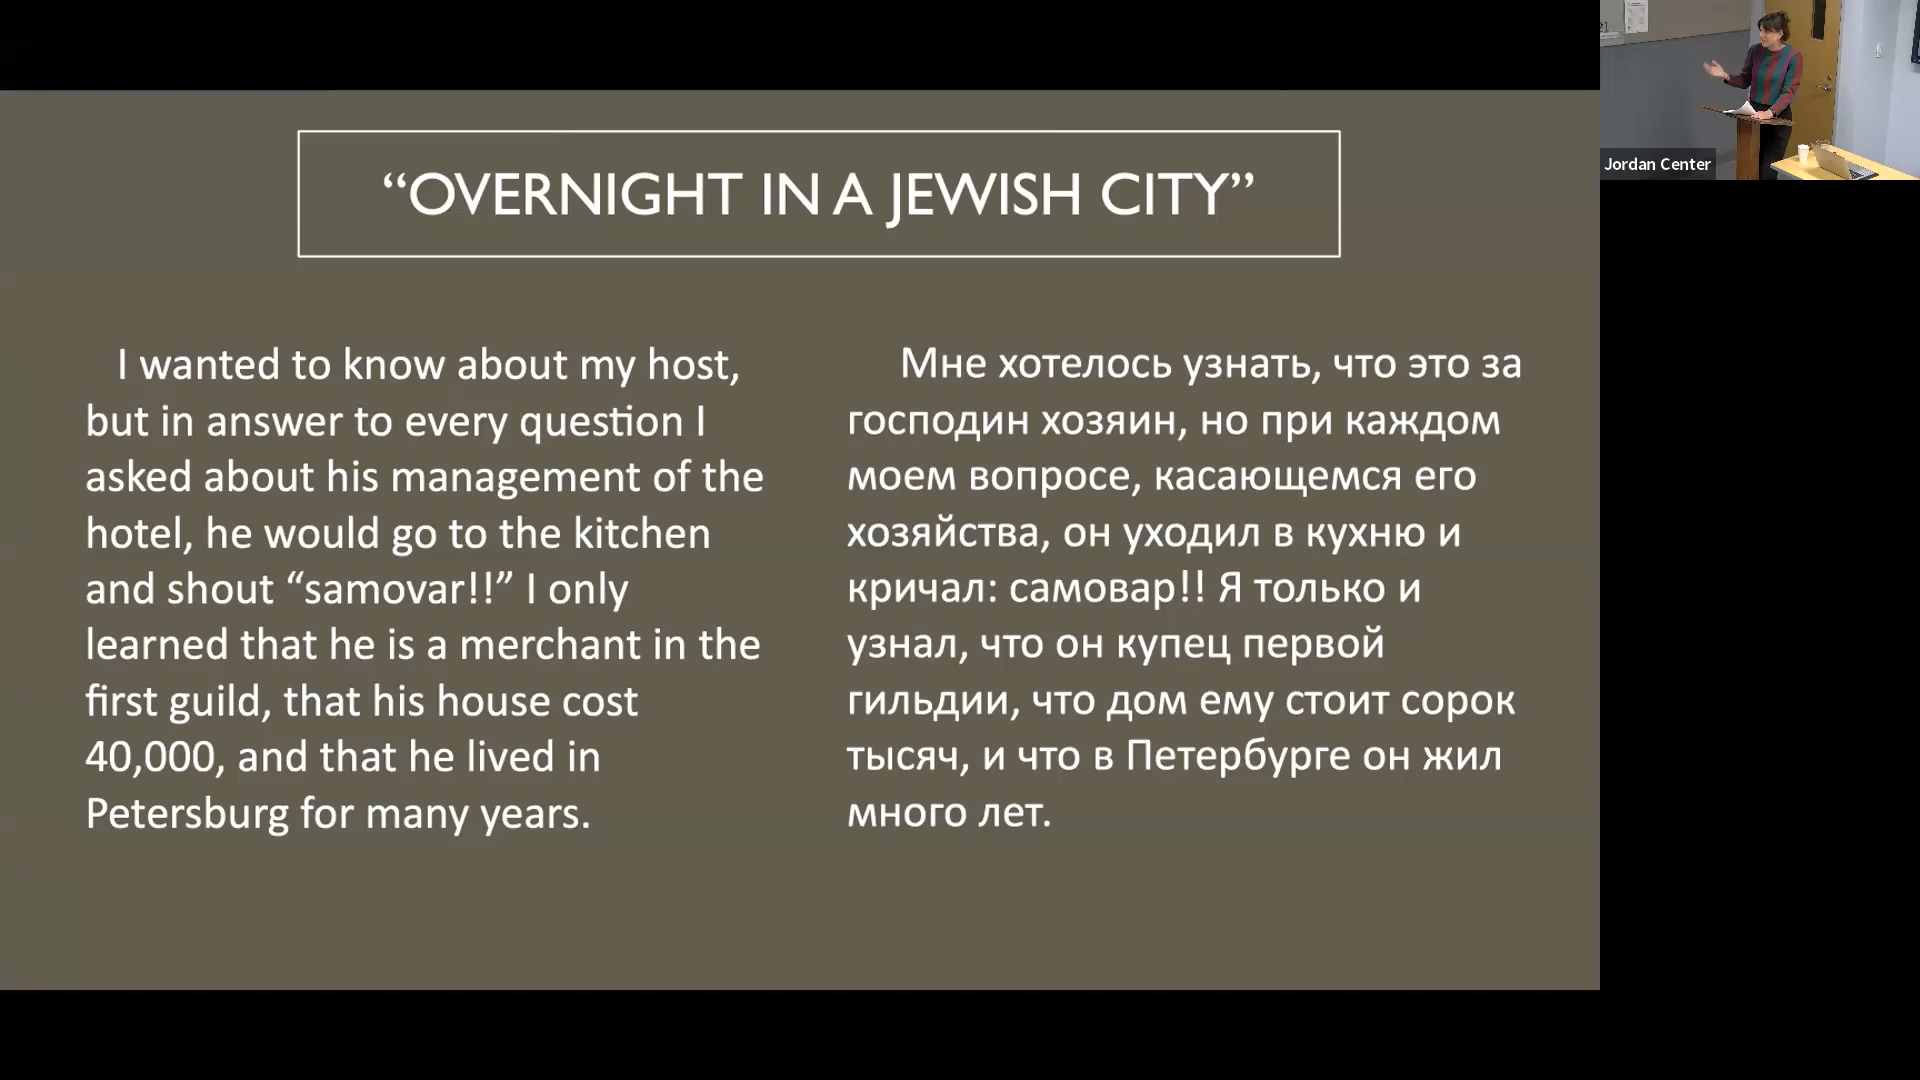 “OVERNIGHT IN A JEWISH CITY”
I wanted to know about my host,
but in answer to every question I
asked about his management of the
hotel, he would go to the kitchen
and shout “samovar!!” I only
learned that he is a merchant in the
first guild, that his house cost
40,000, and that he lived in
Petersburg for many years.
Мне хотелось узнать, что это за
господин хозяин, но при каждом
моем вопросе, касающемся его
хозяйства, он уходил в кухню и
кричал: самовар!! Я только и
узнал, что он купец первой
гильдии, что дом ему стоит сорок
тысяч, и что в Петербурге он жил
много лет.
Jordan Center